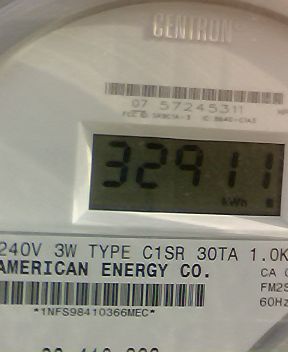 CENTRON®
07 57245311
32911
kWh
240V 3W TYPE C1SR 30TA 1.0K
AMERICAN ENERGY CO.
CA
FM2S
60Hz
*1NFS98410366MEC*